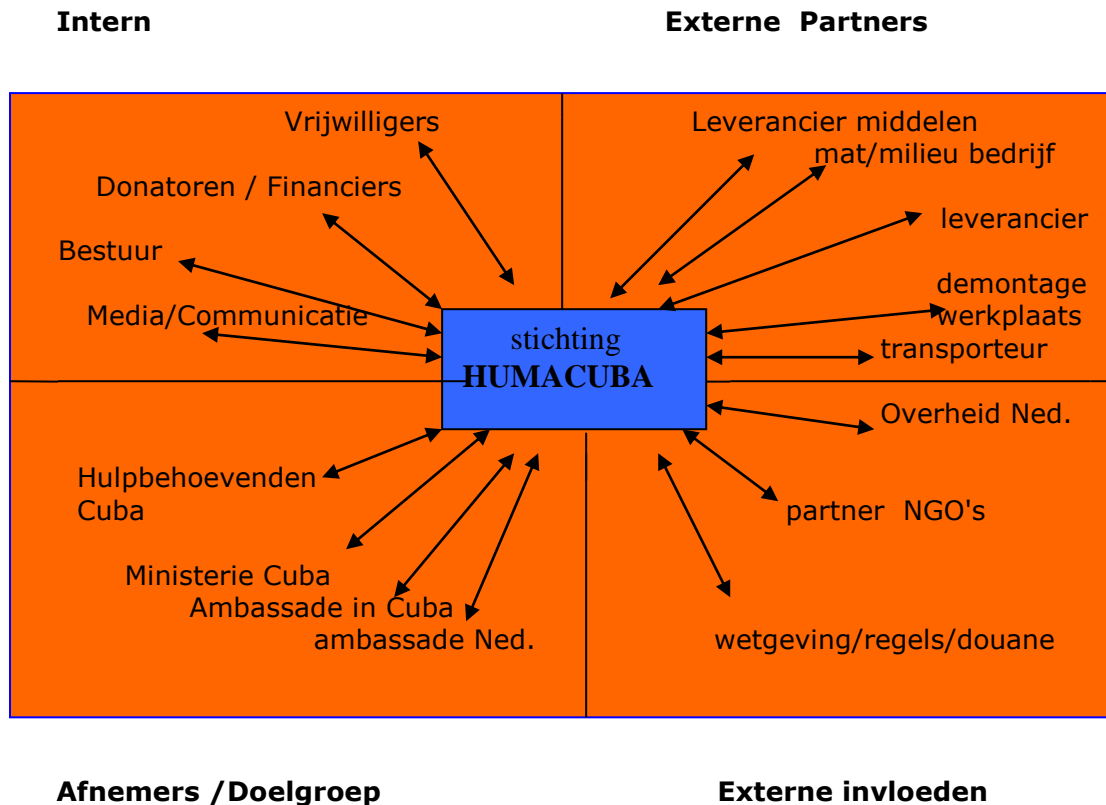 Intern
Externe Partners
Vrijwilligers
Donatoren / Financiers
Bestuur
Media/Communicatie
Leverancier middelen
mat/milieu bedrijf
leverancier
demontage
werkplaats
transporteur
stichting
HUMACUBA
Hulpbehoevenden
Cuba
Ministerie Cuba
Ambassade in Cuba
ambassade Ned.
Overheid Ned.
partner NGO's
wetgeving/regels/douane
Afnemers /Doelgroep
Externe invloeden